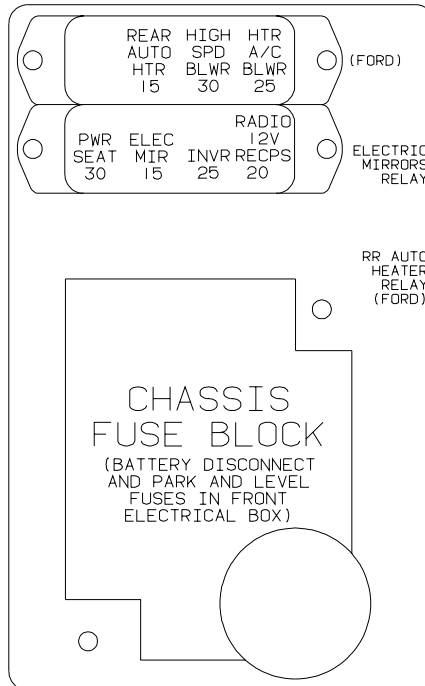 REAR HIGH HTR
AUTO SPD A/C
HTR BLWR BLWR
15 30 25
(FORD)
RADIO
PWR ELEC 12V
SEAT MIR INVR RECPS
30 15 25 20
ELECTRIC
MIRRORS
RELAY
RR AUTO
HEATER
RELAY
(FORD)
CHASSIS
FUSE BLOCK
(BATTERY DISCONNECT
AND PARK AND LEVEL
FUSES IN FRONT
ELECTRICAL BOX)